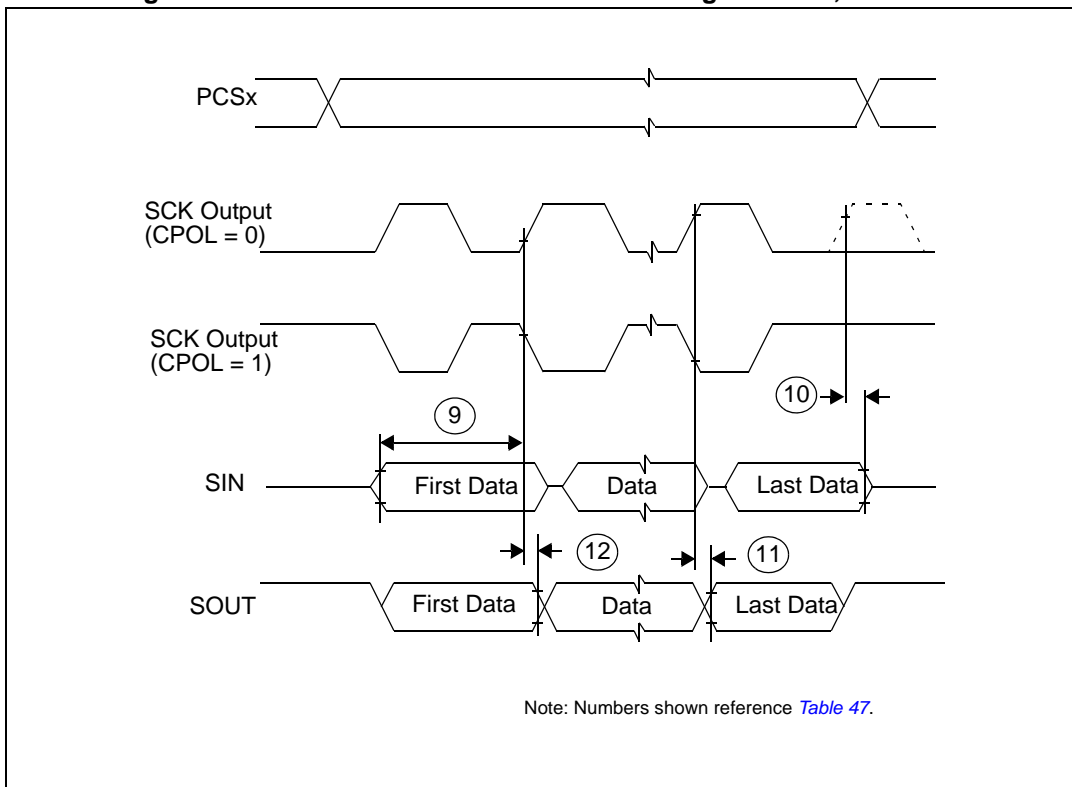 PCSx
SCK Output
(CPOL = 0)
SCK Output
(CPOL = 1)
10
9
SIN
First Data
Data
Last Data
12
11
SOUT
First Data
Data
Last Data
Note: Numbers shown reference Table 47.